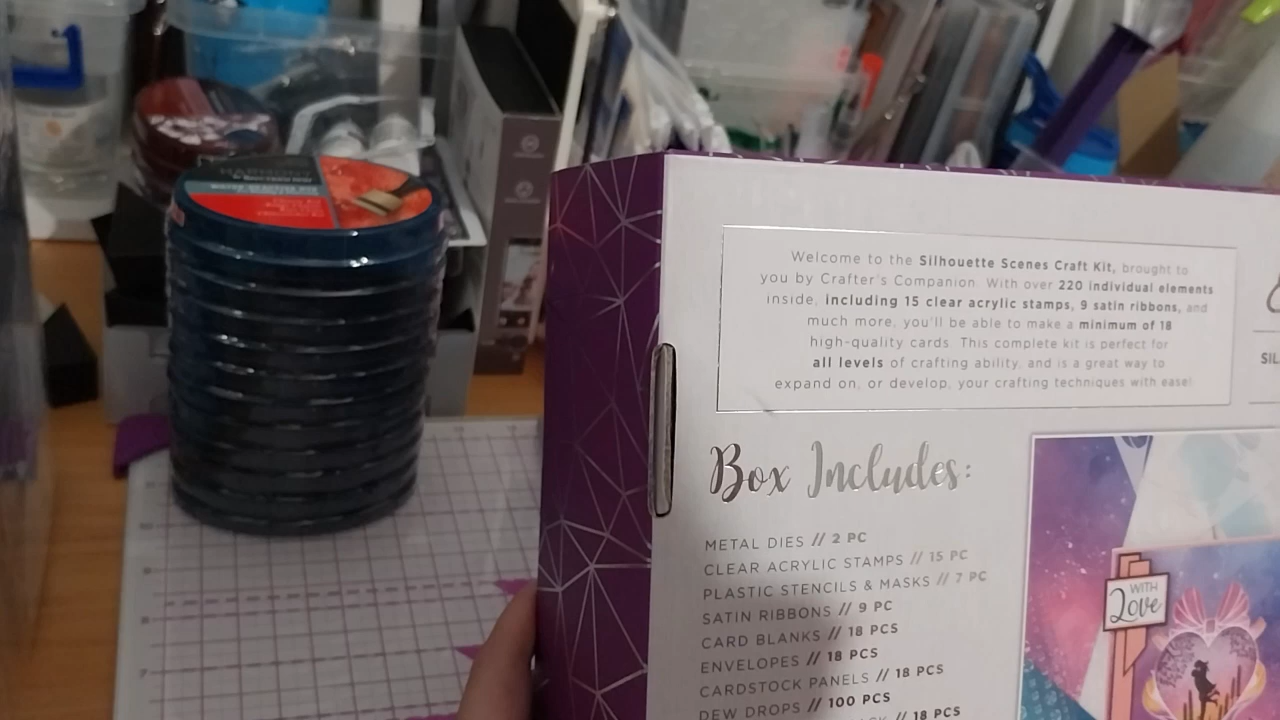 Welcome to the Silhouette Scenes Craft Kit, brought to
you by Crafter's Companion. With over 220 individual elements
inside, including 15 clear acrylic stamps, 9 satin ribbons, and
much more, you'll be able to make a minimum of 18
high-quality cards. This complete kit is perfect for
all levels of crafting ability, and is a great way to
expand on, or develop, your crafting techniques with ease!
SIL
Box Includes:
METAL DIES // 2 PC
CLEAR ACRYLIC STAMPS // 15 PC
PLASTIC STENCILS & MASKS // 7 PC
SATIN RIBBONS // 9 PC
CARD BLANKS // 18 PCS
ENVELOPES // 18 PCS
CARDSTOCK PANELS // 18 PCS
DEW DROPS // 100 PCS
// 18 PCS
WITH
Love